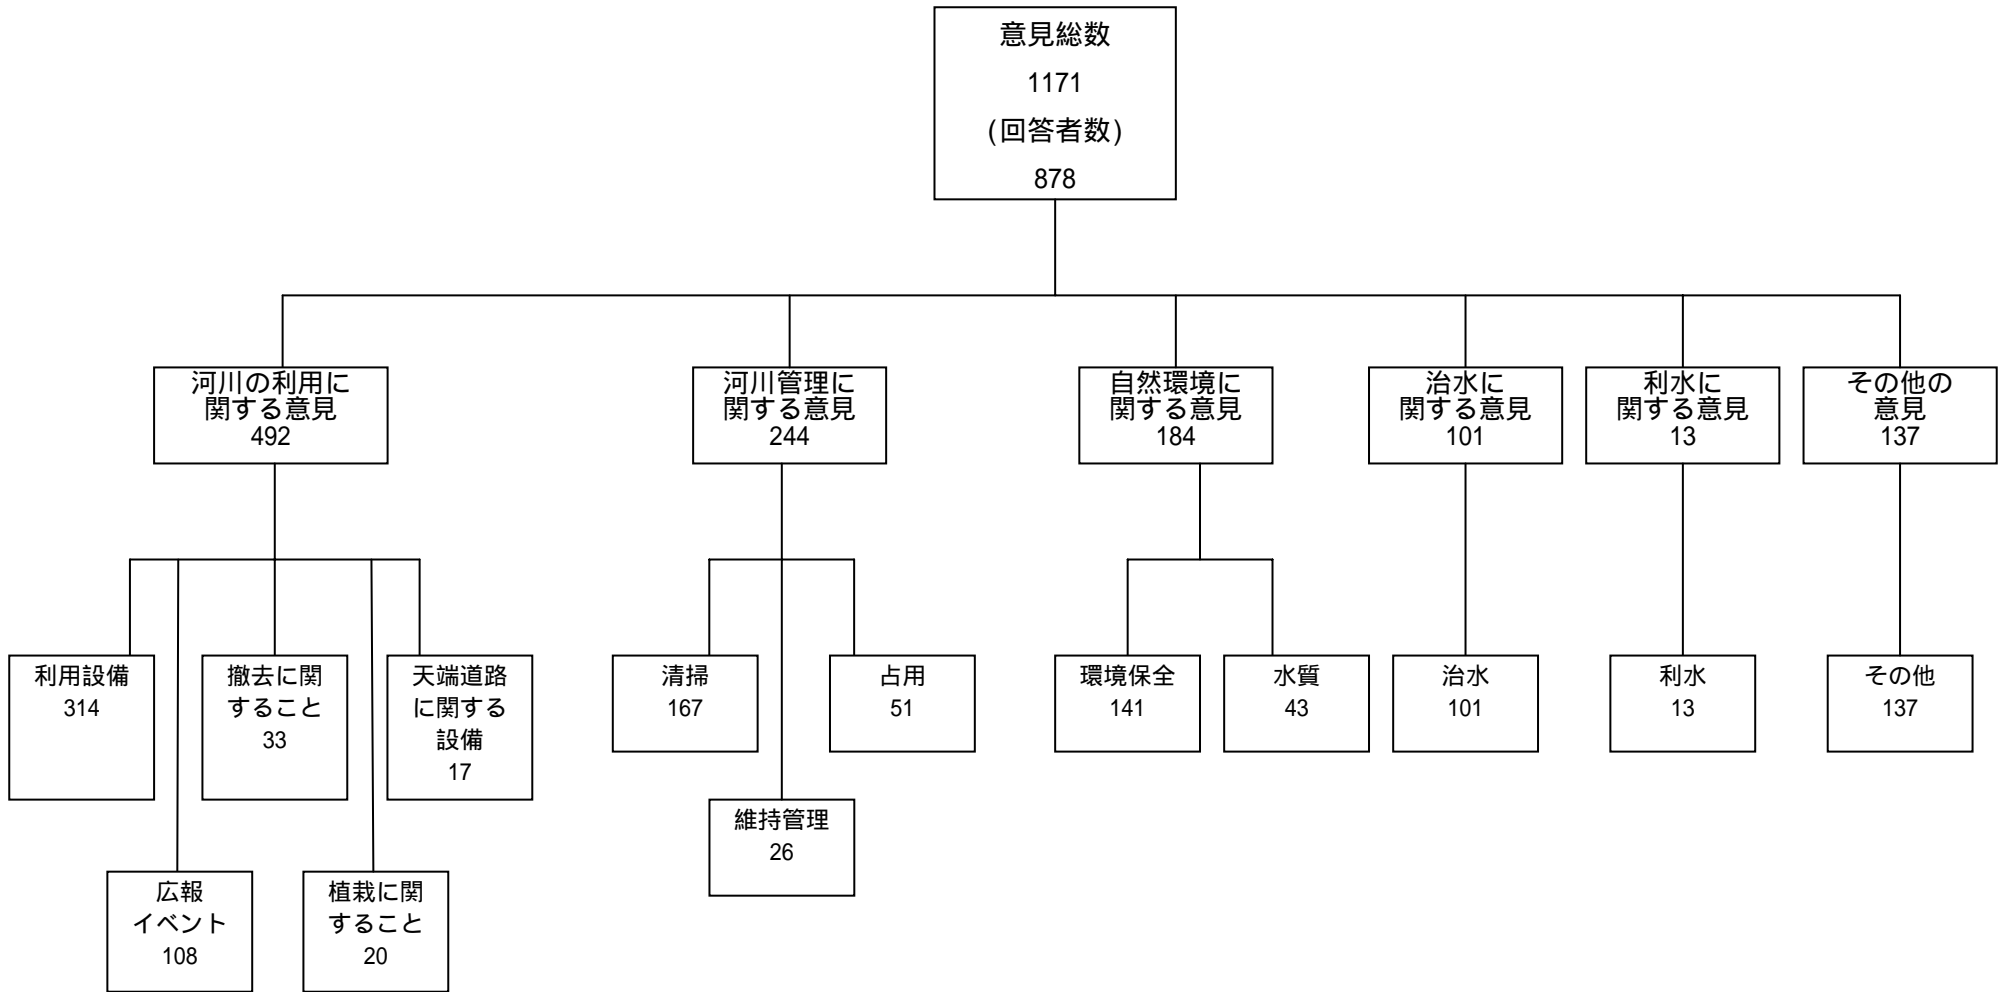 意見総数
1171
(回答者数)
878
河川の利用に
関する意見
492
河川管理に
関する意見
244
自然環境に
関する意見
184
治水に
関する意見
101
利水に
関する意見
13
その他の
意見
137
利用設備
314
撤去に関
すること
33
天端道路
に関する
設備
17
清掃
167
占用
51
環境保全
141
水質
43
治水
101
利水
13
その他
137
維持管理
26
広報
イベント
108
植栽に関
すること
20